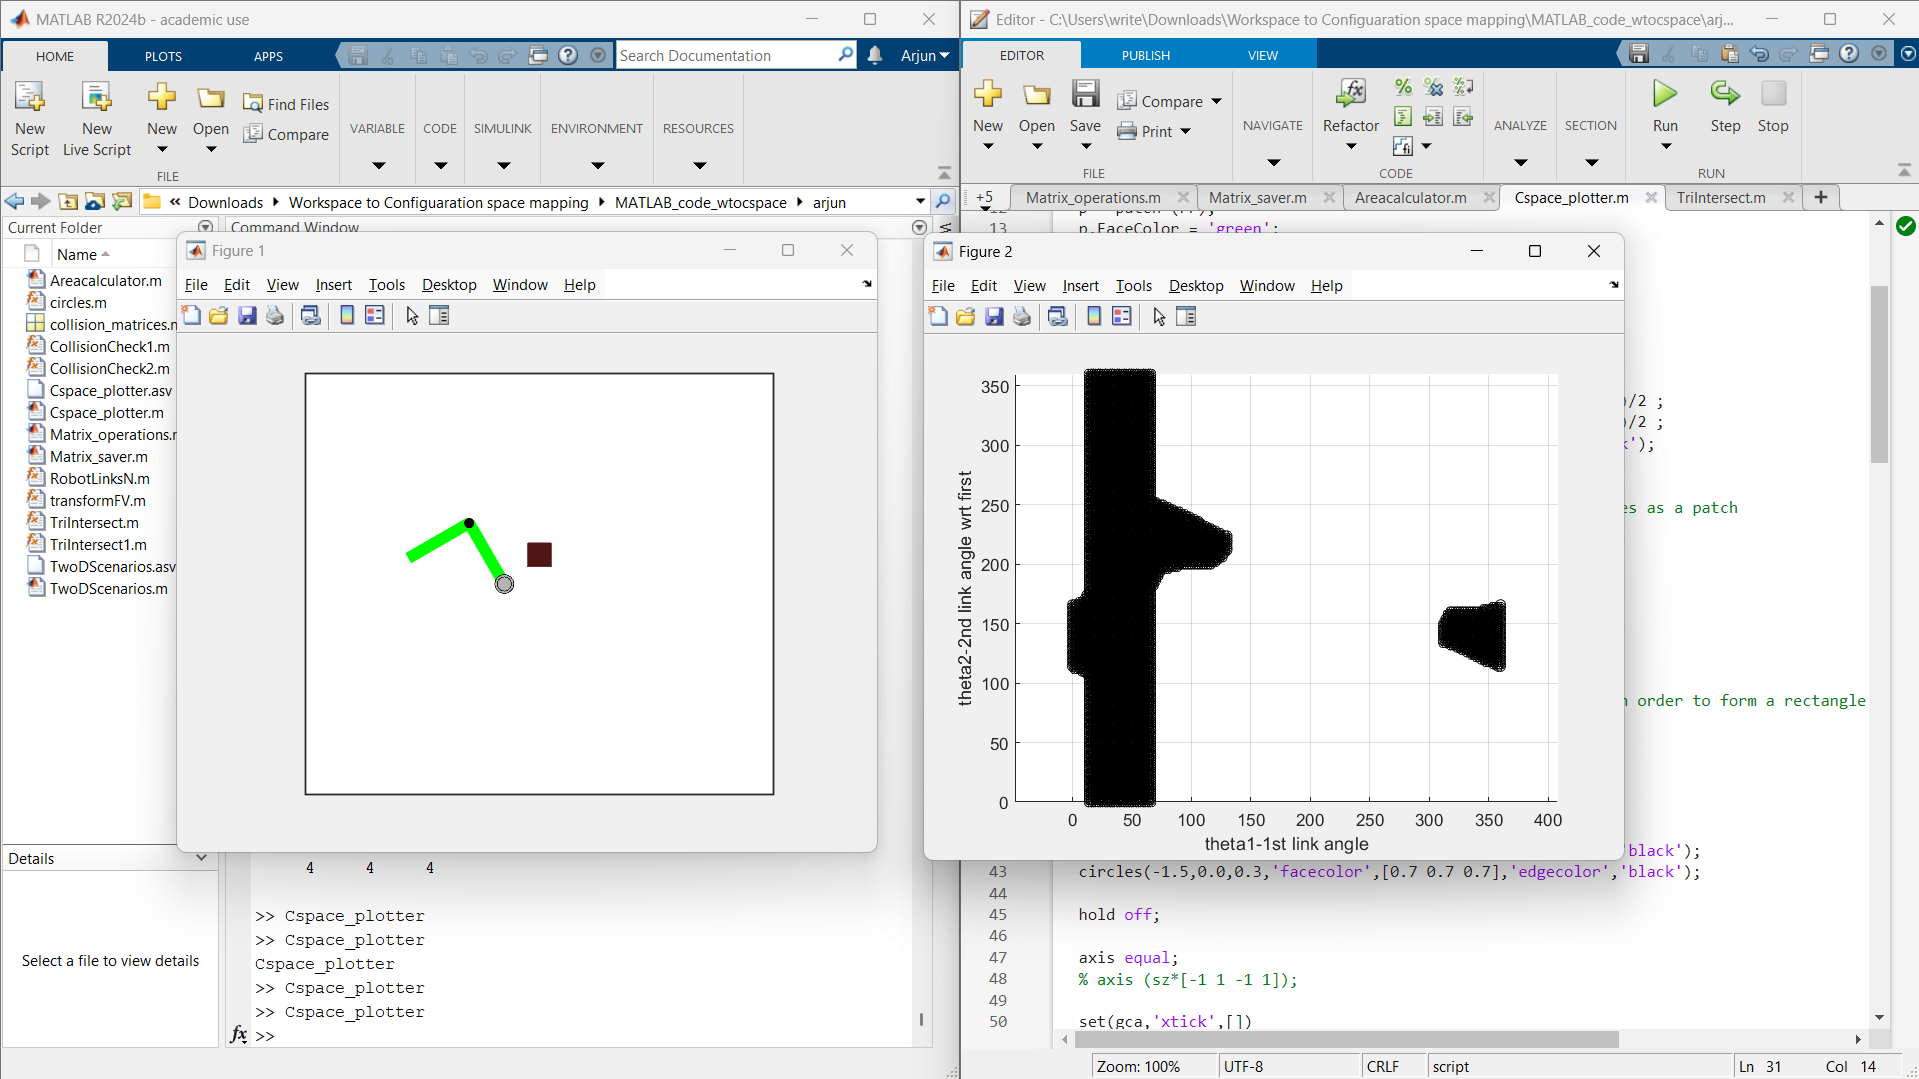 MATLAB R2024b - academic use
HOME PLOTS APPS
Search Documentation
Arjun
New Script
New Live Script
New
Open
Find Files
Compare
VARIABLE
CODE
SIMULINK
ENVIRONMENT
RESOURCES
FILE
« Downloads Workspace to Configuaration space mapping MATLAB_code_wtocspace arjun
Current Folder
Command Window
Name
Areacalculator.m
circles.m
collision_matrices.m
CollisionCheck1.m
CollisionCheck2.m
Cspace_plotter.asv
Cspace_plotter.m
Matrix_operations.m
Matrix_saver.m
RobotLinksN.m
transformFV.m
TriIntersect.m
TriIntersect1.m
TwoDScenarios.asv
TwoDScenarios.m
Details
Select a file to view details
4 4 4
>> Cspace_plotter
>> Cspace_plotter
Cspace_plotter
>> Cspace_plotter
>> Cspace_plotter
fx >>
Figure 1
File Edit View Insert Tools Desktop Window Help
Editor - C:\Users\write\Downloads\Workspace to Configuaration space mapping\MATLAB_code_wtocspace\arj...
EDITOR PUBLISH VIEW
New
Open
Save
Compare
Print
NAVIGATE
Refactor
fx
fi
ANALYZE
SECTION
Run
Step
Stop
FILE
CODE
RUN
+5 Matrix_operations.m Matrix_saver.m Areacalculator.m Cspace_plotter.m TriIntersect.m +
13 p.FaceColor = 'green';
)/2 ;
)/2 ;
k');
es as a patch
n order to form a rectangle
'black');
43 circles(-1.5,0.0,0.3,'facecolor',[0.7 0.7 0.7],'edgecolor','black');
44
45 hold off;
46
47 axis equal;
48 % axis (sz*[-1 1 -1 1]);
49
50 set(gca,'xtick',[])
Figure 2
File Edit View Insert Tools Desktop Window Help
theta2-2nd link angle wrt first
350
300
250
200
150
100
50
0
0 50 100 150 200 250 300 350 400
theta1-1st link angle
Zoom: 100% UTF-8 CRLF script Ln 31 Col 14